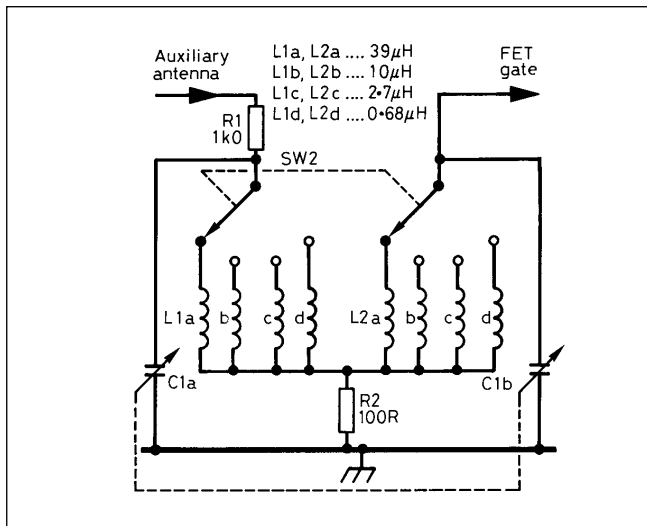 Auxiliary
antenna
L1a, L2a .... 39μH
L1b, L2b .... 10μH
L1c, L2c .... 2·7μH
L1d, L2d .... 0·68μH
FET
gate
R1
1k0
SW2
L1a
b
c
d
L2a
b
c
d
C1a
C1b
R2
100R